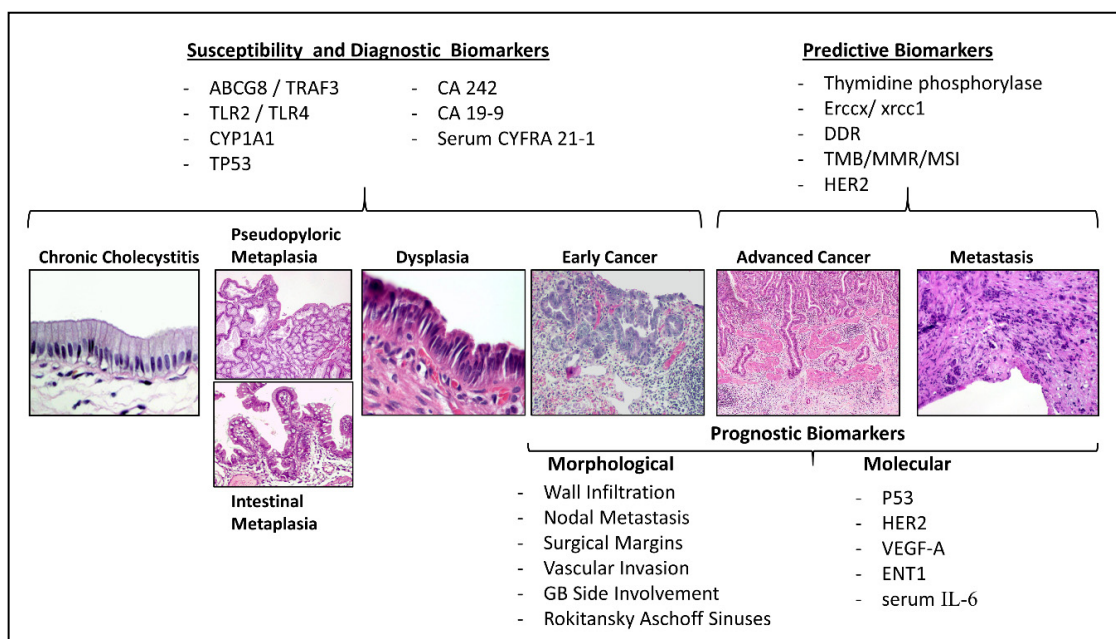 Susceptibility and Diagnostic Biomarkers
- ABCG8 / TRAF3
- TLR2 / TLR4
- CYP1A1
- TP53
- CA 242
- CA 19-9
- Serum CYFRA 21-1
Predictive Biomarkers
- Thymidine phosphorylase
- Erccx/ xrcc1
- DDR
- TMB/MMR/MSI
- HER2
Chronic Cholecystitis
Pseudopyloric
Metaplasia
Intestinal
Metaplasia
Dysplasia
Early Cancer
Advanced Cancer
Metastasis
Prognostic Biomarkers
Morphological
- Wall Infiltration
- Nodal Metastasis
- Surgical Margins
- Vascular Invasion
- GB Side Involvement
- Rokitansky Aschoff Sinuses
Molecular
- P53
- HER2
- VEGF-A
- ENT1
- serum IL-6